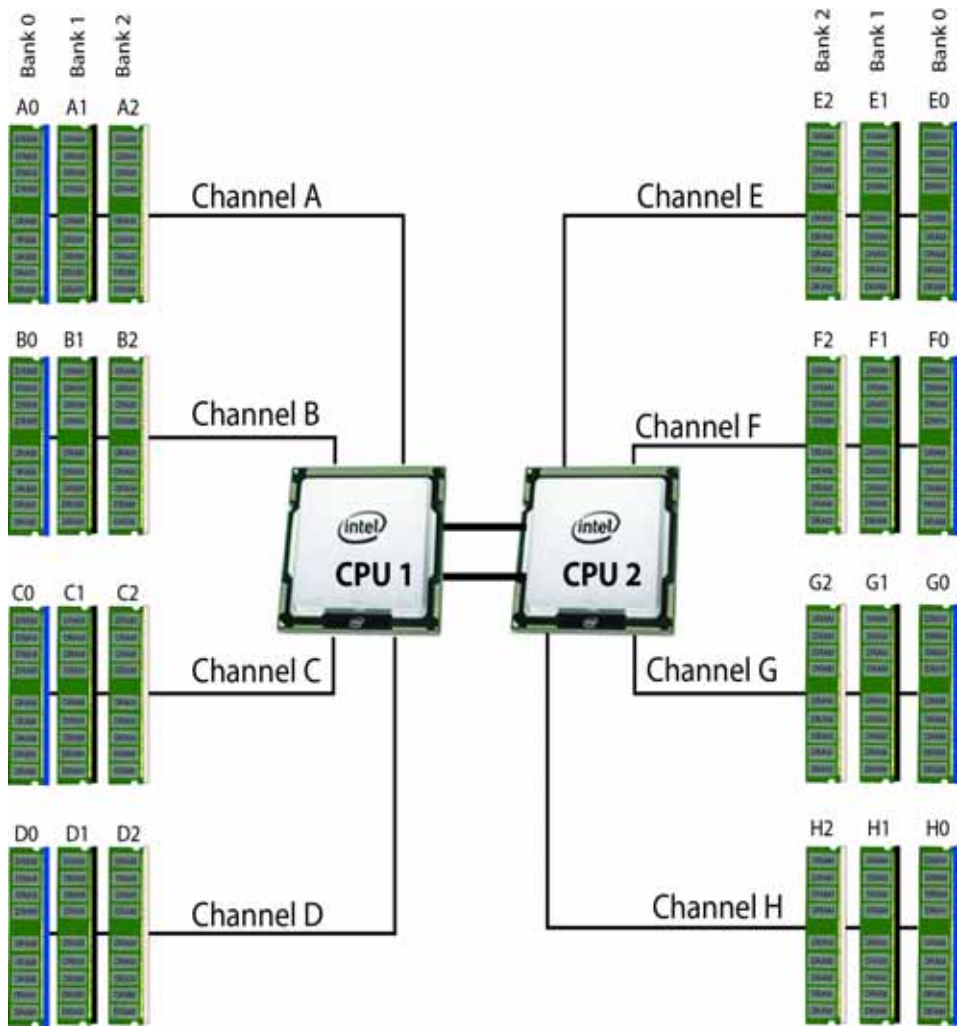 Bank 0
Bank 1
Bank 2
Bank 2
Bank 1
Bank 0
A0 A1 A2
E2 E1 E0
Channel A
Channel E
B0 B1 B2
F2 F1 F0
Channel B
Channel F
intel
CPU 1
intel
CPU 2
C0 C1 C2
G2 G1 G0
Channel C
Channel G
D0 D1 D2
H2 H1 H0
Channel D
Channel H